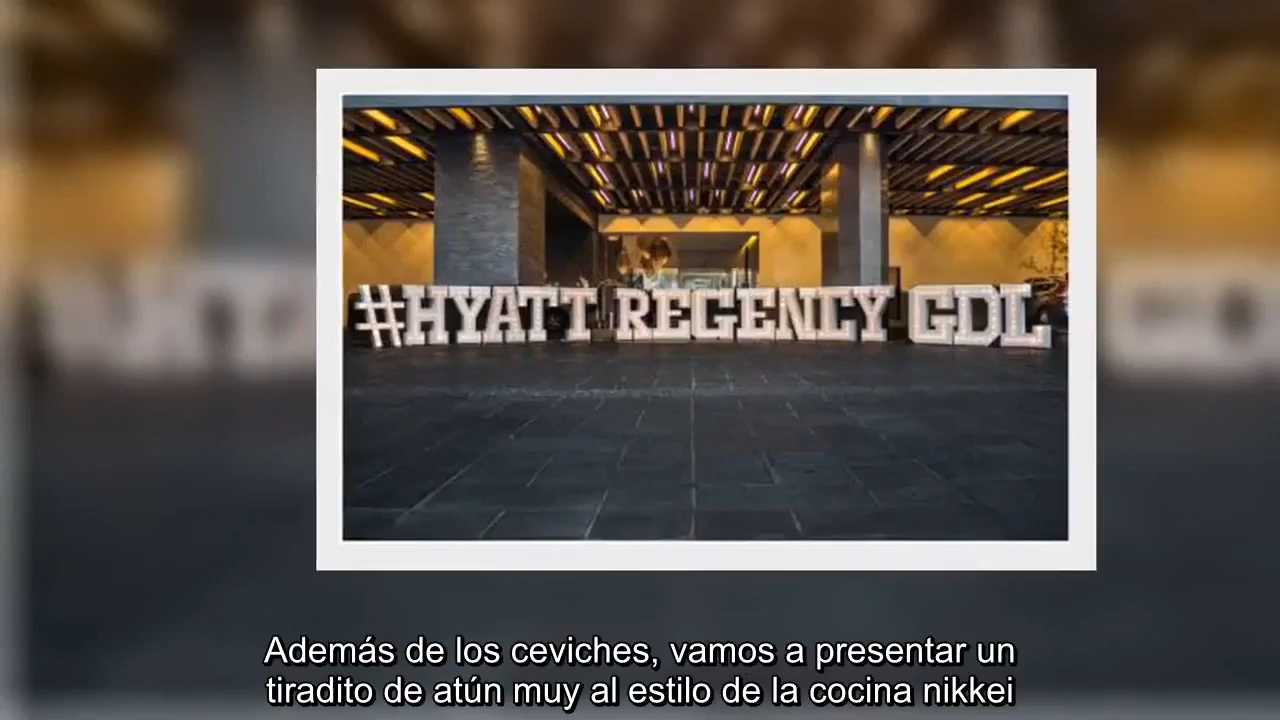 #HYATT REGENCY GDL
Además de los ceviches, vamos a presentar un
tiradito de atún muy al estilo de la cocina nikkei